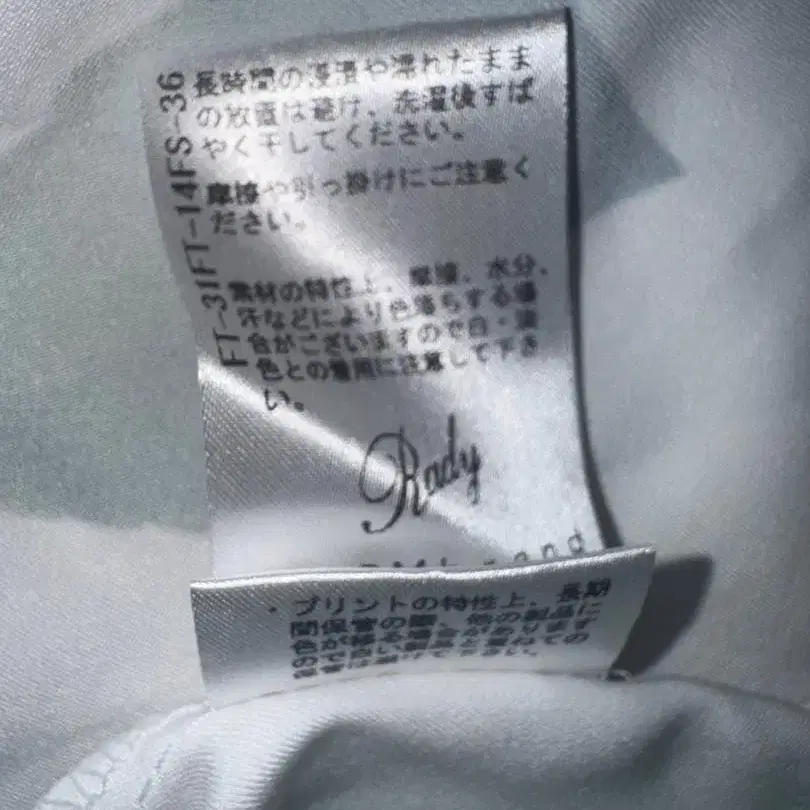 長時間の浸漬や濡れたまま
の放置は避け、洗濯後すば
やく干してください。
摩擦や引っ掛けにご注意く
ださい。
素材の特性上、摩擦、水分、
汗などにより色落ちする場
合がございますので白・淡
色との着用に注意して下さ
い。
FT-31FT-14FS-36
Rady
・プリントの特性上、長期
間保管の際、他の製品に